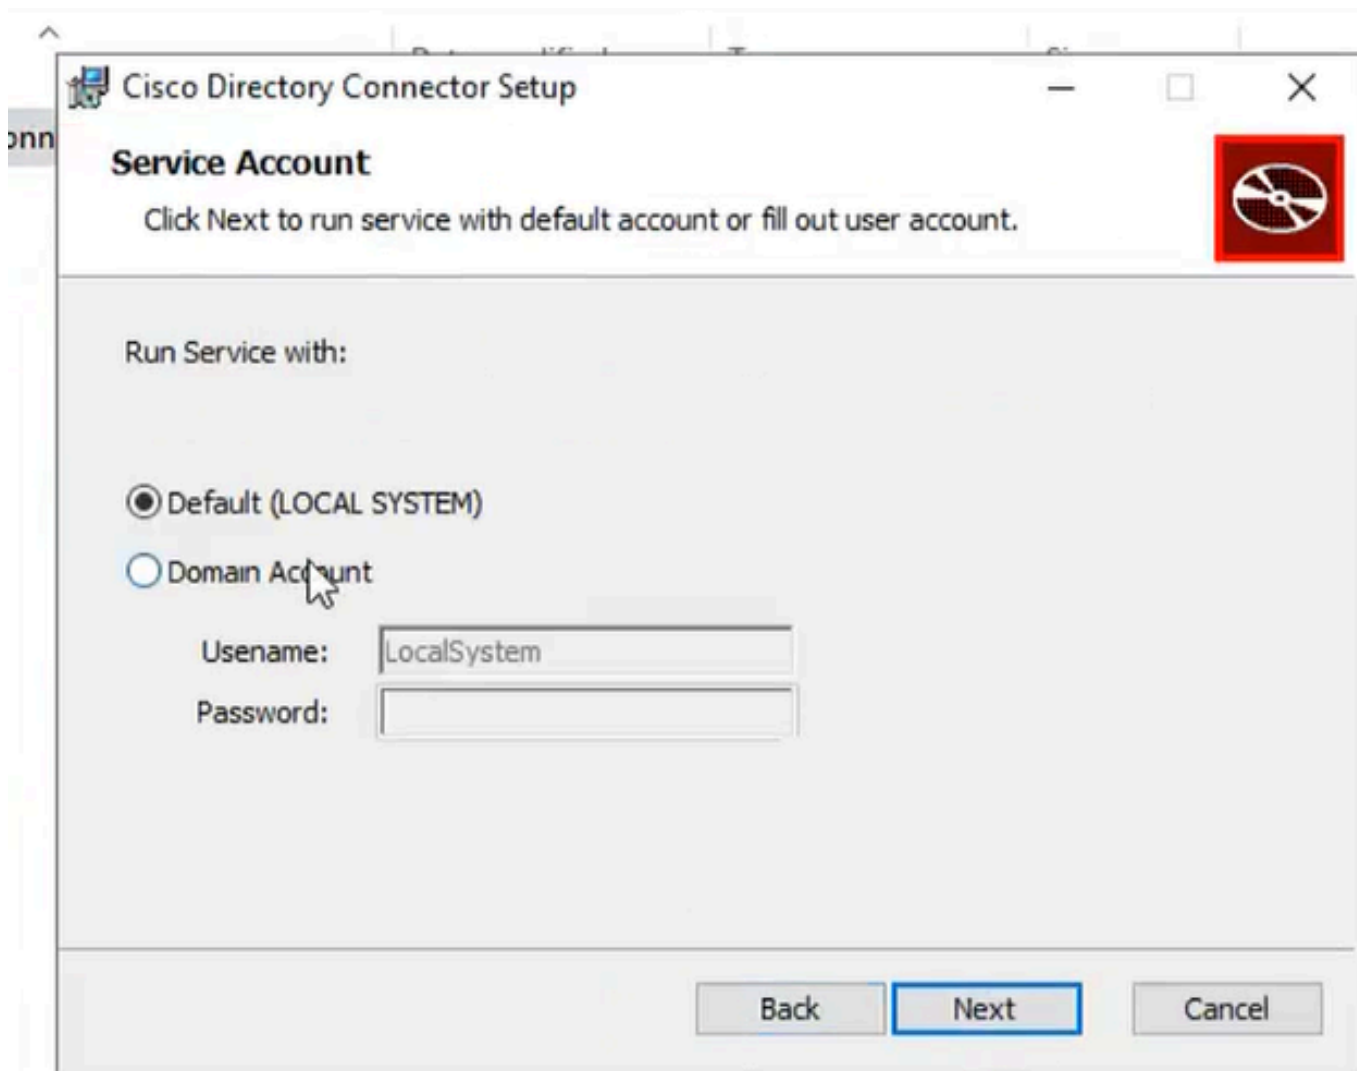 Cisco Directory Connector Setup
onn
Service Account
Click Next to run service with default account or fill out user account.
Run Service with:
Default (LOCAL SYSTEM)
Domain Account
Usename: LocalSystem
Password:
Back Next Cancel